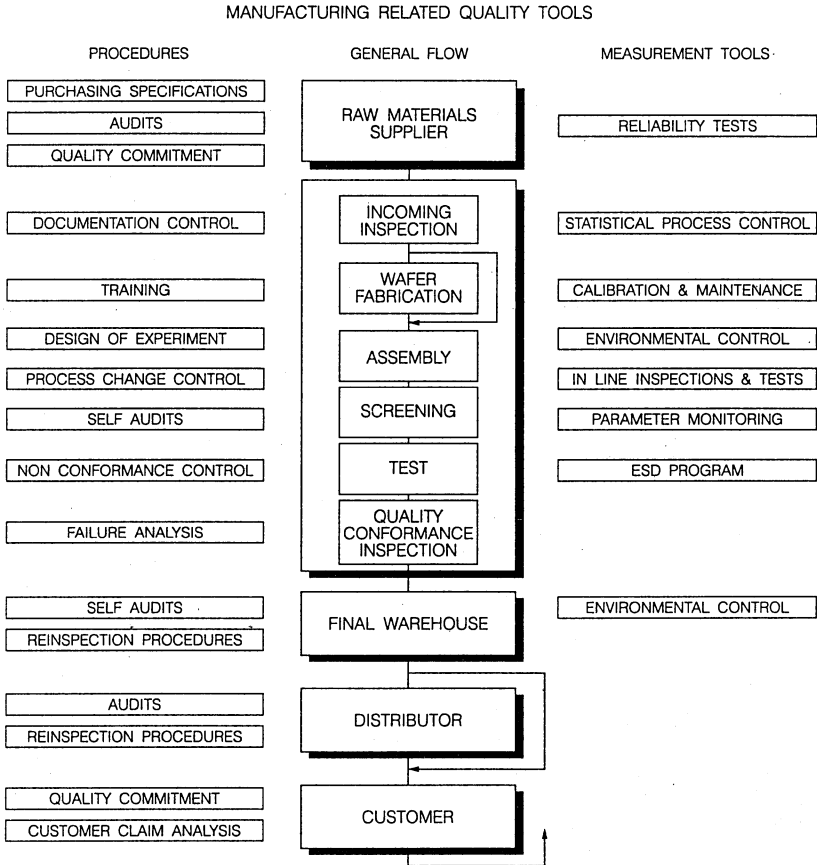 MANUFACTURING RELATED QUALITY TOOLS
PROCEDURES
GENERAL FLOW
MEASUREMENT TOOLS
PURCHASING SPECIFICATIONS
AUDITS
QUALITY COMMITMENT
RAW MATERIALS
SUPPLIER
RELIABILITY TESTS
DOCUMENTATION CONTROL
INCOMING
INSPECTION
STATISTICAL PROCESS CONTROL
TRAINING
WAFER
FABRICATION
CALIBRATION & MAINTENANCE
DESIGN OF EXPERIMENT
ASSEMBLY
ENVIRONMENTAL CONTROL
PROCESS CHANGE CONTROL
IN LINE INSPECTIONS & TESTS
SELF AUDITS
SCREENING
PARAMETER MONITORING
NON CONFORMANCE CONTROL
TEST
ESD PROGRAM
FAILURE ANALYSIS
QUALITY
CONFORMANCE
INSPECTION
SELF AUDITS
REINSPECTION PROCEDURES
FINAL WAREHOUSE
ENVIRONMENTAL CONTROL
AUDITS
REINSPECTION PROCEDURES
DISTRIBUTOR
QUALITY COMMITMENT
CUSTOMER CLAIM ANALYSIS
CUSTOMER